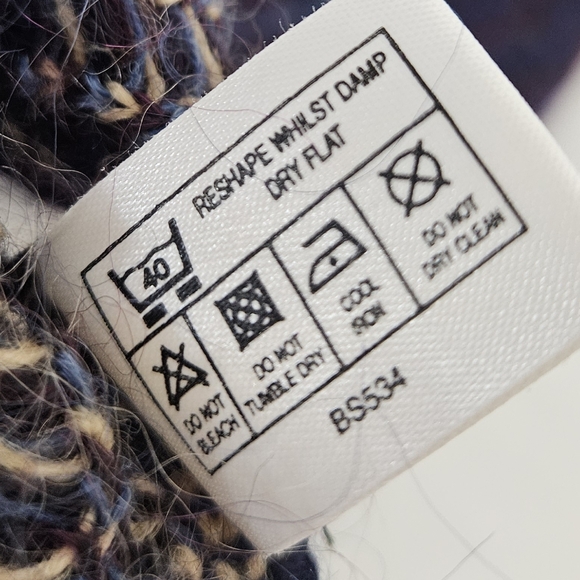 RESHAPE WHILST DAMP
DRY FLAT
40
DO NOT
BLEACH
DO NOT
TUMBLE DRY
COOL
IRON
DO NOT
DRY CLEAN
BS534